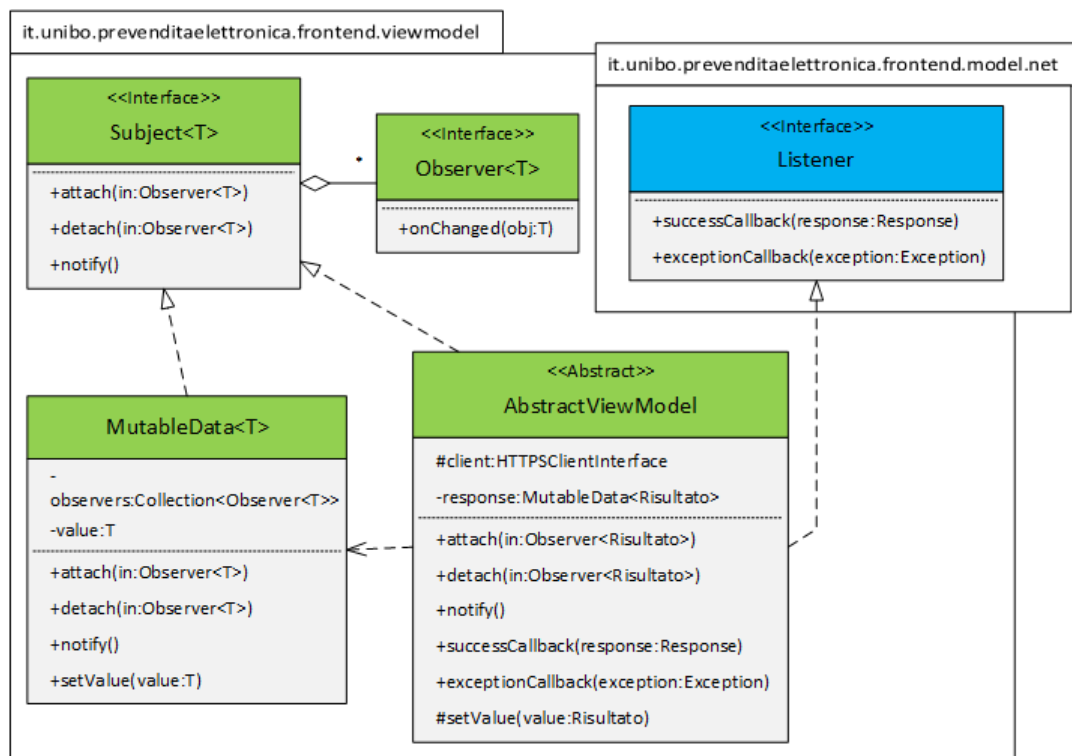 it.unibo.prevenditaelettronica.frontend.viewmodel
it.unibo.prevenditaelettronica.frontend.model.net
<<Interface>>
Subject<T>
+attach(in:Observer<T>)
+detach(in:Observer<T>)
+notify()
*
<<Interface>>
Observer<T>
+onChanged(obj:T)
<<Interface>>
Listener
+successCallback(response:Response)
+exceptionCallback(exception:Exception)
MutableData<T>
-
observers:Collection<Observer<T>>
-value:T
+attach(in:Observer<T>)
+detach(in:Observer<T>)
+notify()
+setValue(value:T)
<<Abstract>>
AbstractViewModel
#client:HTTPSClientInterface
-response:MutableData<Risultato>
+attach(in:Observer<Risultato>)
+detach(in:Observer<Risultato>)
+notify()
+successCallback(response:Response)
+exceptionCallback(exception:Exception)
#setValue(value:Risultato)